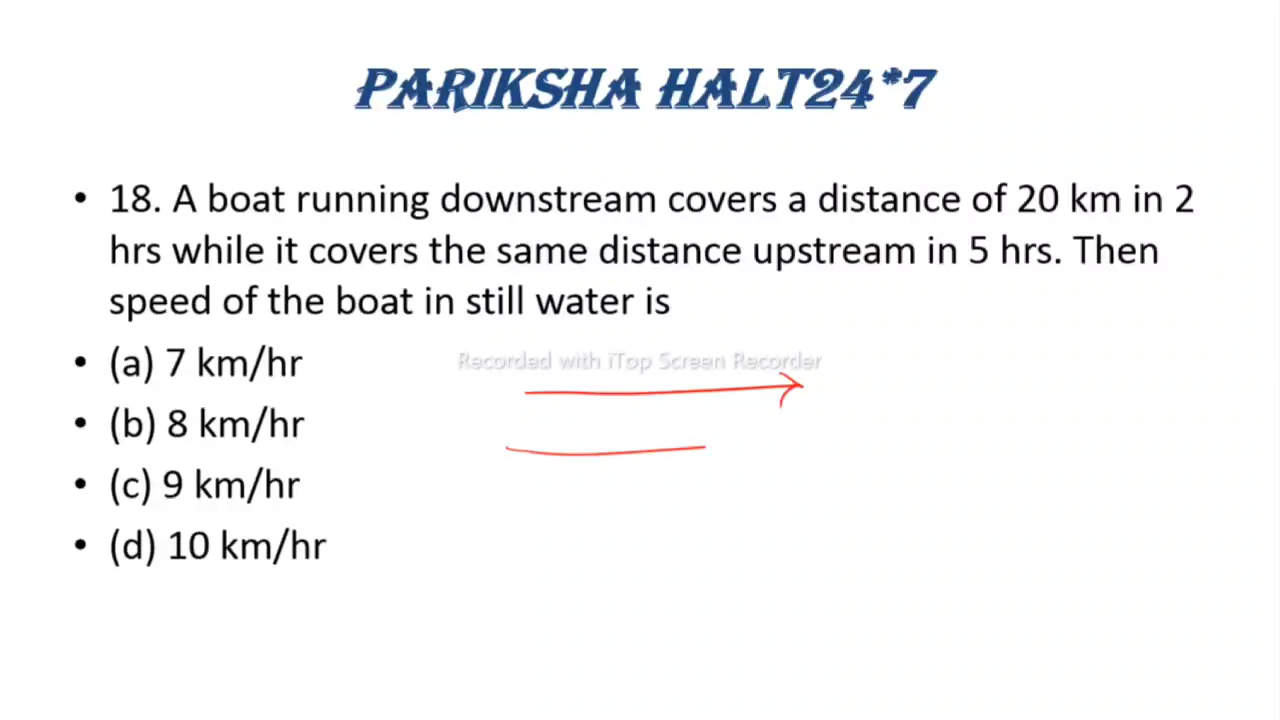 PARIKSHA HALT24*7
• 18. A boat running downstream covers a distance of 20 km in 2
hrs while it covers the same distance upstream in 5 hrs. Then
speed of the boat in still water is
• (a) 7 km/hr
Recorded with iTop Screen Recorder
• (b) 8 km/hr
• (c) 9 km/hr
• (d) 10 km/hr